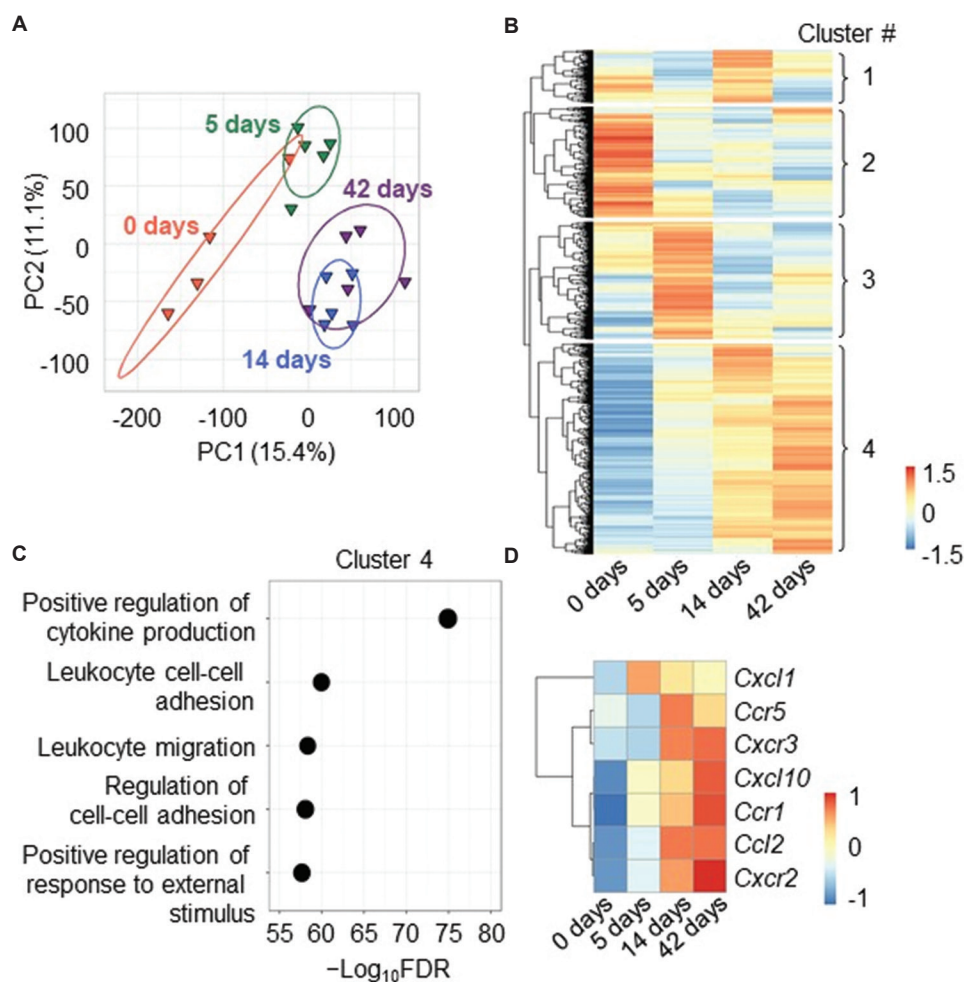 A
5 days
42 days
0 days
14 days
100
50
0
-50
-100
PC2 (11.1%)
-200
-100
0
100
PC1 (15.4%)
B
Cluster #
1
2
3
4
1.5
0
-1.5
0 days
5 days
14 days
42 days
C
Cluster 4
Positive regulation of
cytokine production
Leukocyte cell-cell
adhesion
Leukocyte migration
Regulation of
cell-cell adhesion
Positive regulation of
response to external
stimulus
55 60 65 70 75 80
−Log₁₀FDR
D
Cxcl1
Ccr5
Cxcr3
Cxcl10
Ccr1
Ccl2
Cxcr2
1
0
-1
0 days
5 days
14 days
42 days